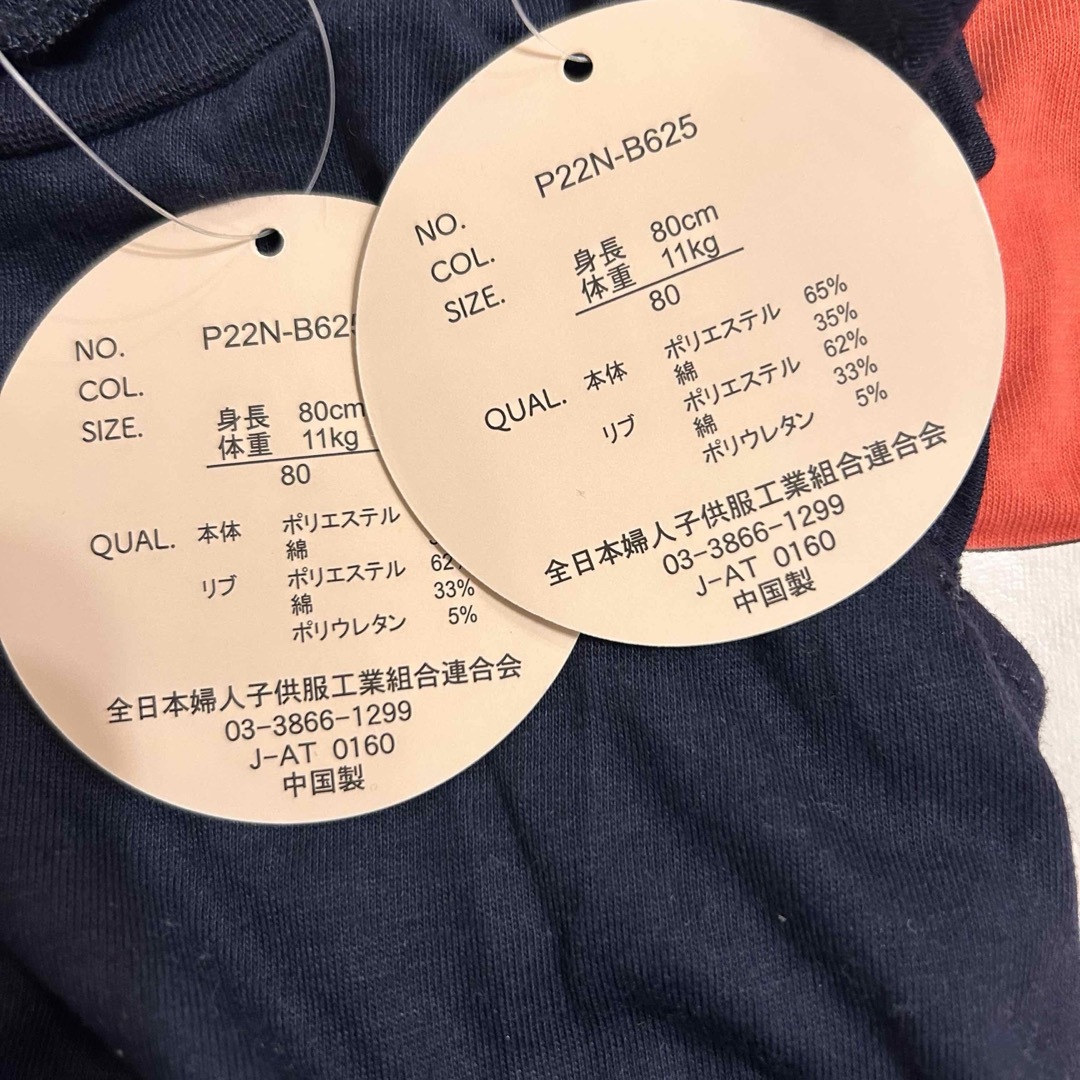 NO. P22N-B625
COL.
SIZE. 身長 80cm
体重 11kg
80
QUAL. 本体 ポリエステル 65%
綿 35%
リブ ポリエステル 62%
綿 33%
ポリウレタン 5%
全日本婦人子供服工業組合連合会
03-3866-1299
J-AT 0160
中国製
NO. P22N-B625
COL.
SIZE. 身長 80cm
体重 11kg
80
QUAL. 本体 ポリエステル
綿
リブ ポリエステル 62
綿 33%
ポリウレタン 5%
全日本婦人子供服工業組合連合会
03-3866-1299
J-AT 0160
中国製